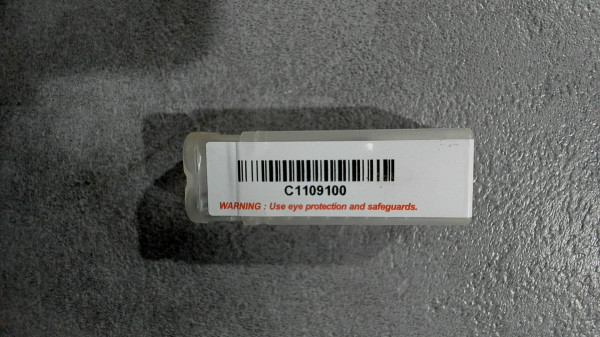 C1109100
WARNING : Use eye protection and safeguards.